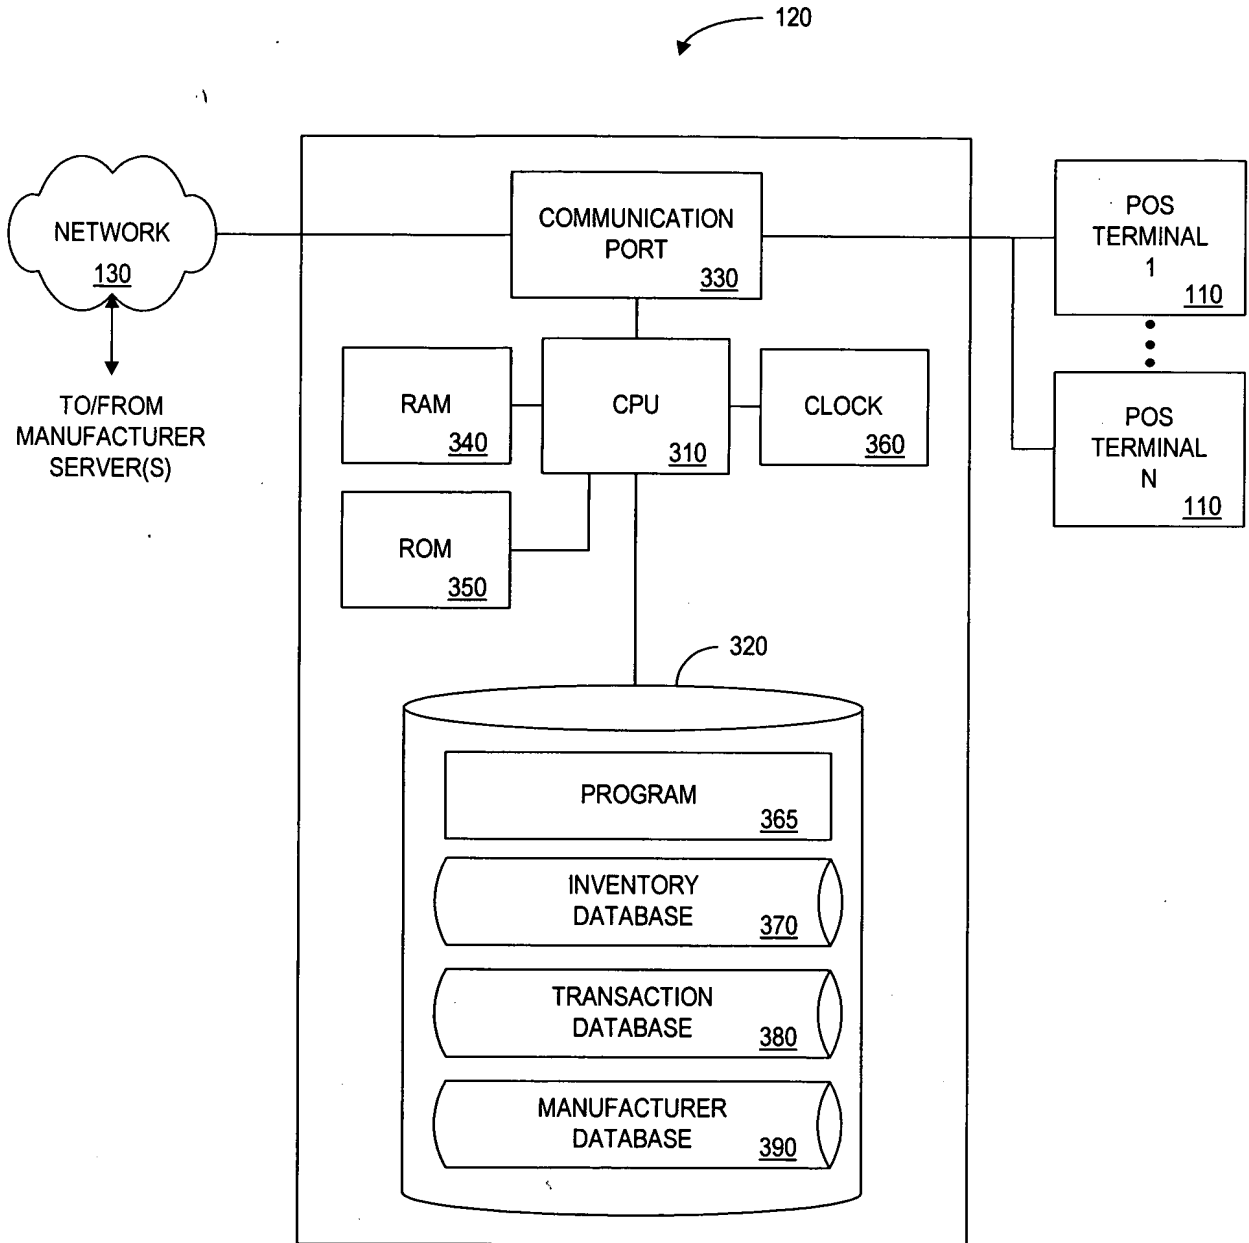 120
NETWORK
130
TO/FROM
MANUFACTURER
SERVER(S)
COMMUNICATION
PORT
330
POS
TERMINAL
1
110
RAM
340
CPU
310
CLOCK
360
POS
TERMINAL
N
110
ROM
350
320
PROGRAM
365
INVENTORY
DATABASE
370
TRANSACTION
DATABASE
380
MANUFACTURER
DATABASE
390